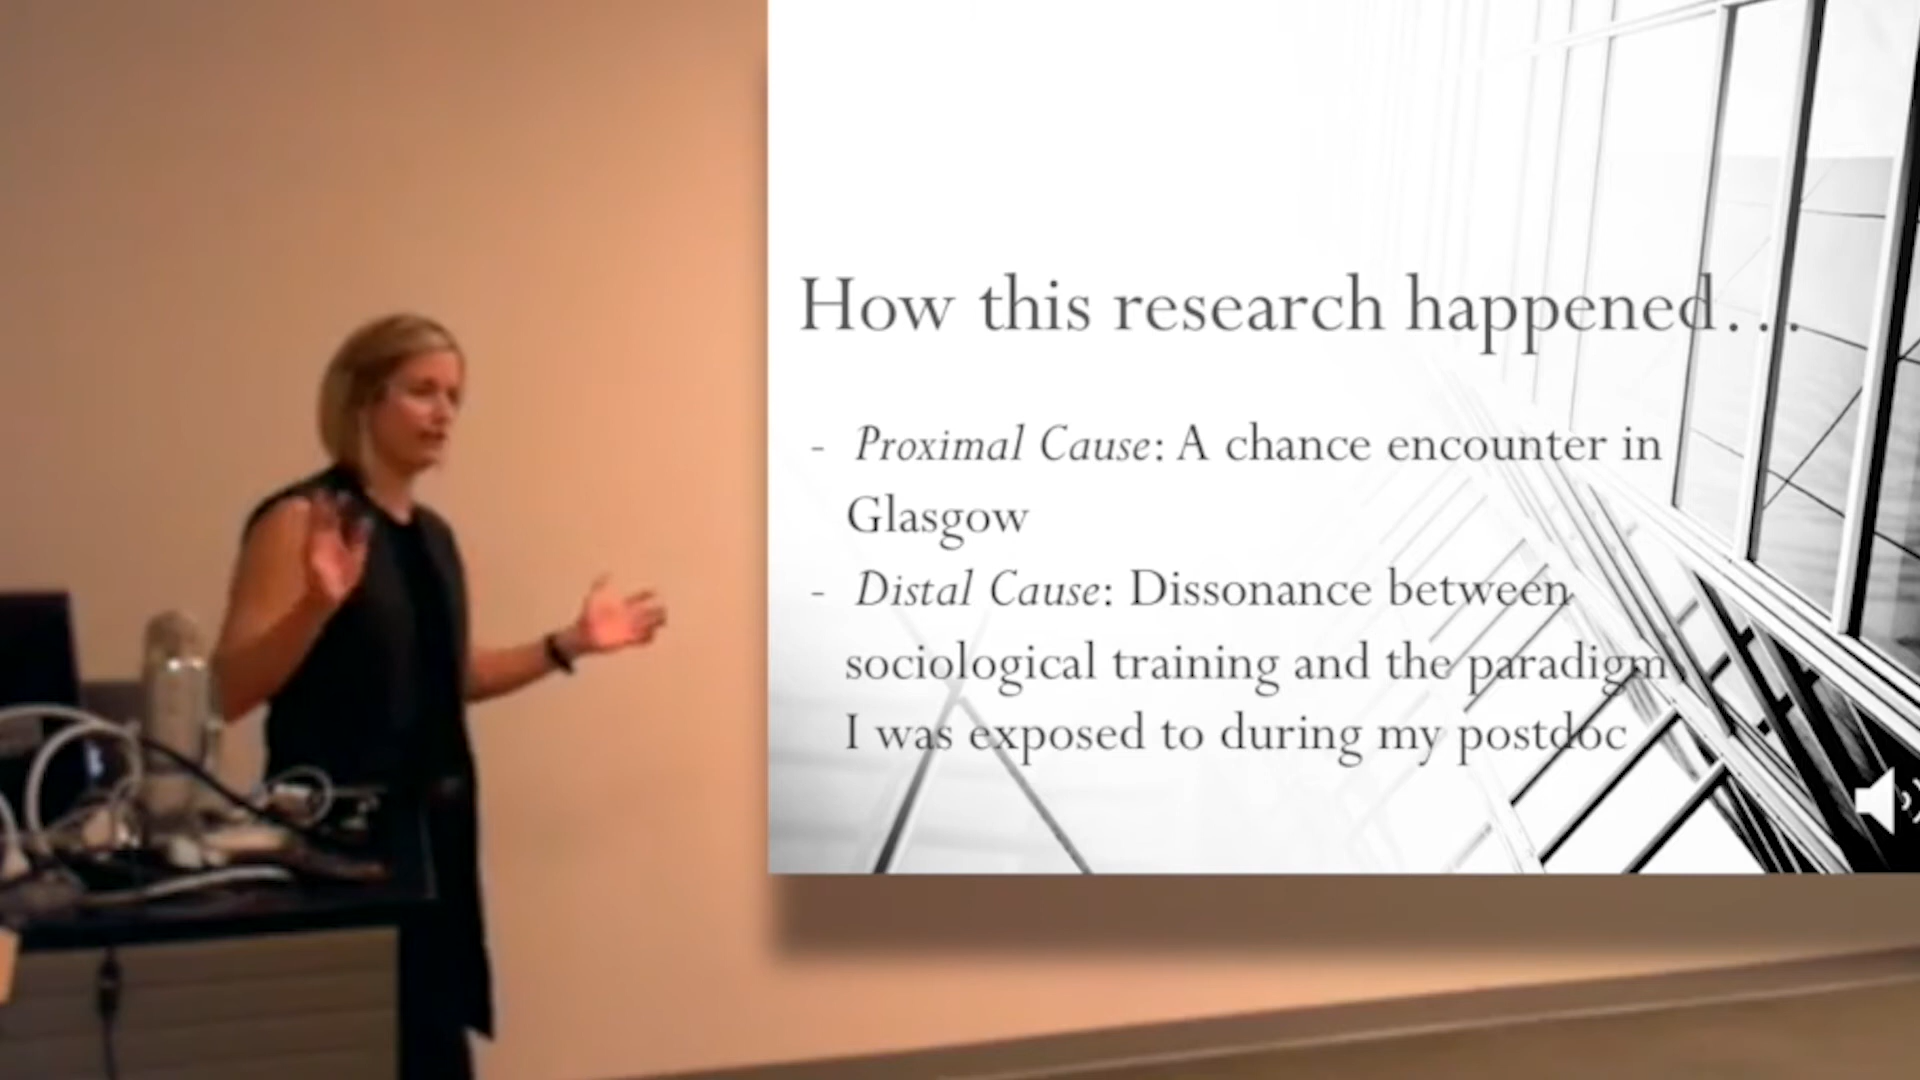 How this research happened...
- Proximal Cause: A chance encounter in
Glasgow
- Distal Cause: Dissonance between
sociological training and the paradigm
I was exposed to during my postdoc